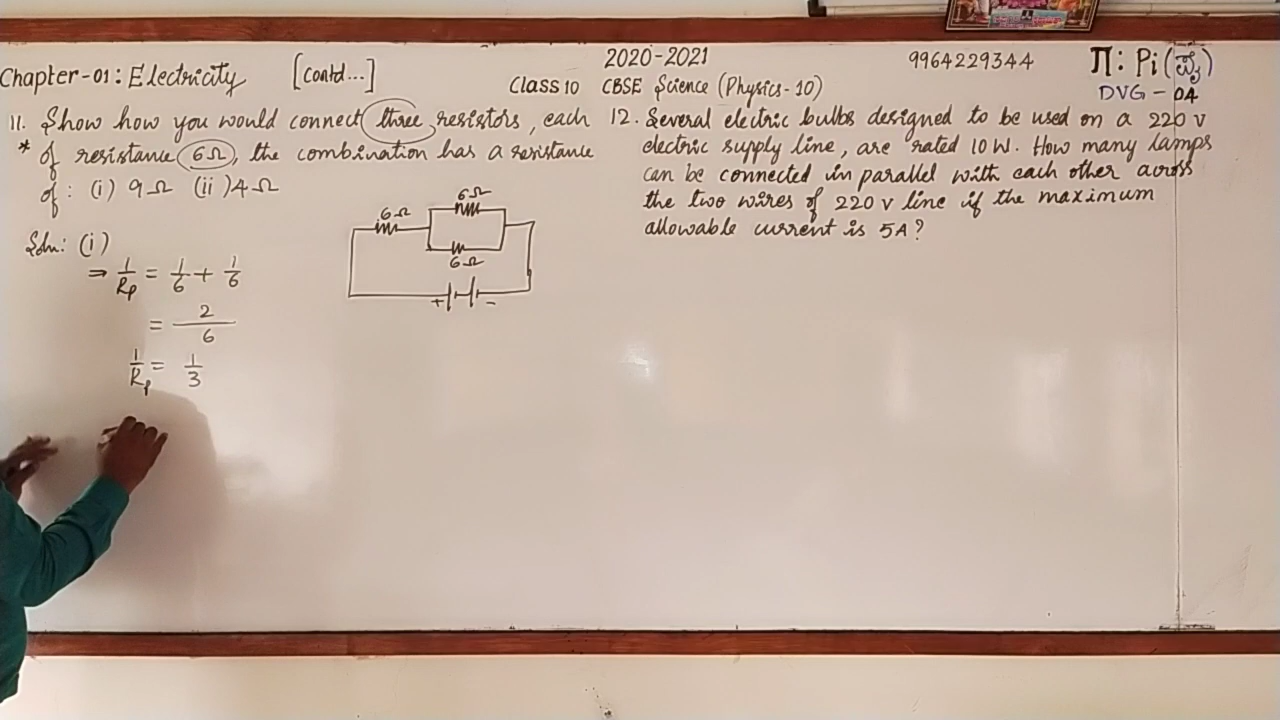 2020-2021
9964229344
∏: Pi (ಪೈ)
Chapter-01: Electricity [contd...]
Class 10 CBSE Science (Physics-10)
DVG - 04
11. Show how you would connect three resistors, each
* of resistance 6Ω, the combination has a resistance
of: (i) 9Ω (ii) 4Ω
Soln: (i)
⇒ 1/Rp = 1/6 + 1/6
= 2/6
1/Rp = 1/3
6Ω
6Ω
6Ω
+ -
12. Several electric bulbs designed to be used on a 220 V
electric supply line, are rated 10 W. How many lamps
can be connected in parallel with each other across
the two wires of 220 V line if the maximum
allowable current is 5A?